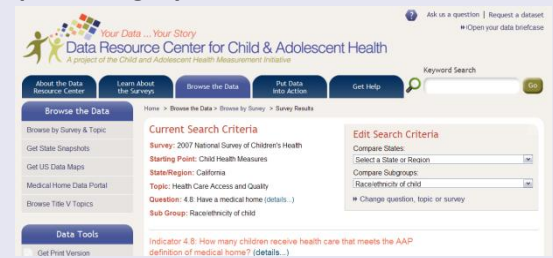 Ask us a question | Request a dataset
Open your data briefcase
Your Data ... Your Story
Data Resource Center for Child & Adolescent Health
A project of the Child and Adolescent Health Measurement Initiative
Keyword Search
About the Data Resource Center
Learn About the Surveys
Browse the Data
Put Data Into Action
Get Help
Go
Browse the Data
Browse by Survey & Topic
Get State Snapshots
Get US Data Maps
Medical Home Data Portal
Browse Title V Topics
Data Tools
Get Print Version
Home > Browse the Data > Browse by Survey > Survey Results
Current Search Criteria
Survey: 2007 National Survey of Children's Health
Starting Point: Child Health Measures
State/Region: California
Topic: Health Care Access and Quality
Question: 4.8: Have a medical home (details...)
Sub Group: Race/ethnicity of child
Edit Search Criteria
Compare States:
Select a State or Region
Compare Subgroups:
Race/ethnicity of child
Change question, topic or survey
Indicator 4.8: How many children receive health care that meets the AAP
definition of medical home? (details...)